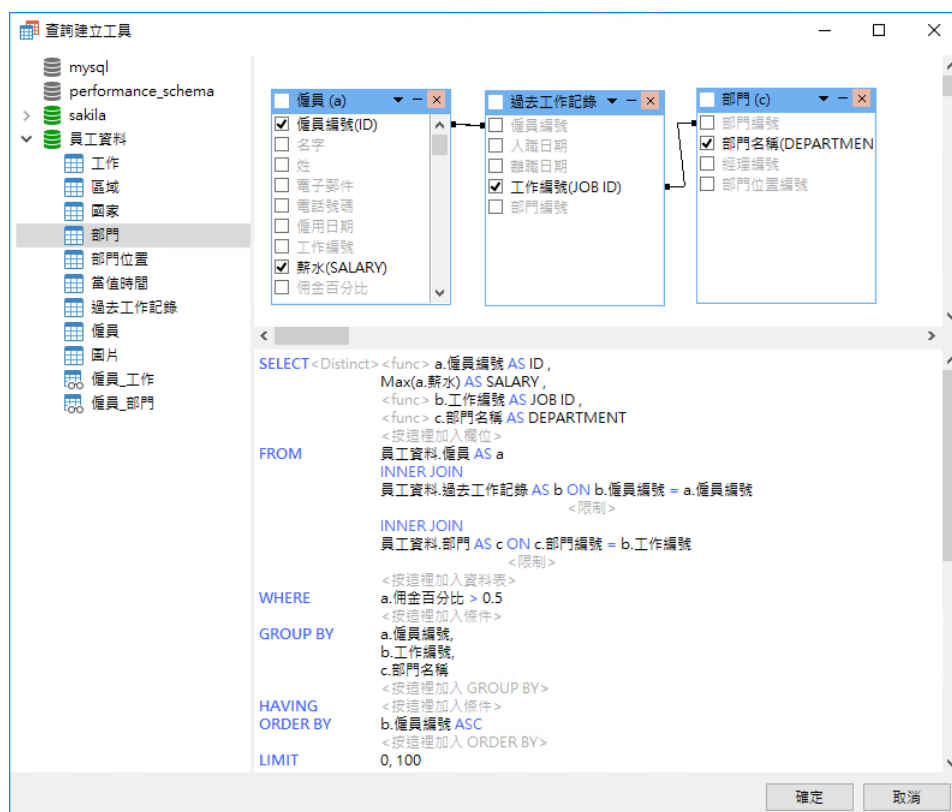 查詢建立工具
mysql
performance_schema
sakila
員工資料
工作
區域
國家
部門
部門位置
當值時間
過去工作記錄
僱員
圖片
僱員_工作
僱員_部門
僱員 (a)
僱員編號(ID)
名字
姓
電子郵件
電話號碼
僱用日期
工作編號
薪水(SALARY)
佣金百分比
過去工作記錄
僱員編號
入職日期
離職日期
工作編號(JOB ID)
部門編號
部門 (c)
部門編號
部門名稱(DEPARTMEN
經理編號
部門位置編號
SELECT <Distinct> <func> a.僱員編號 AS ID ,
Max(a.薪水) AS SALARY ,
<func> b.工作編號 AS JOB ID ,
<func> c.部門名稱 AS DEPARTMENT
<按這裡加入欄位>
FROM 員工資料.僱員 AS a
INNER JOIN
員工資料.過去工作記錄 AS b ON b.僱員編號 = a.僱員編號
<限制>
INNER JOIN
員工資料.部門 AS c ON c.部門編號 = b.工作編號
<限制>
<按這裡加入資料表>
WHERE a.佣金百分比 > 0.5
<按這裡加入條件>
GROUP BY a.僱員編號,
b.工作編號,
c.部門名稱
<按這裡加入 GROUP BY>
HAVING <按這裡加入條件>
ORDER BY b.僱員編號 ASC
<按這裡加入 ORDER BY>
LIMIT 0, 100
確定
取消